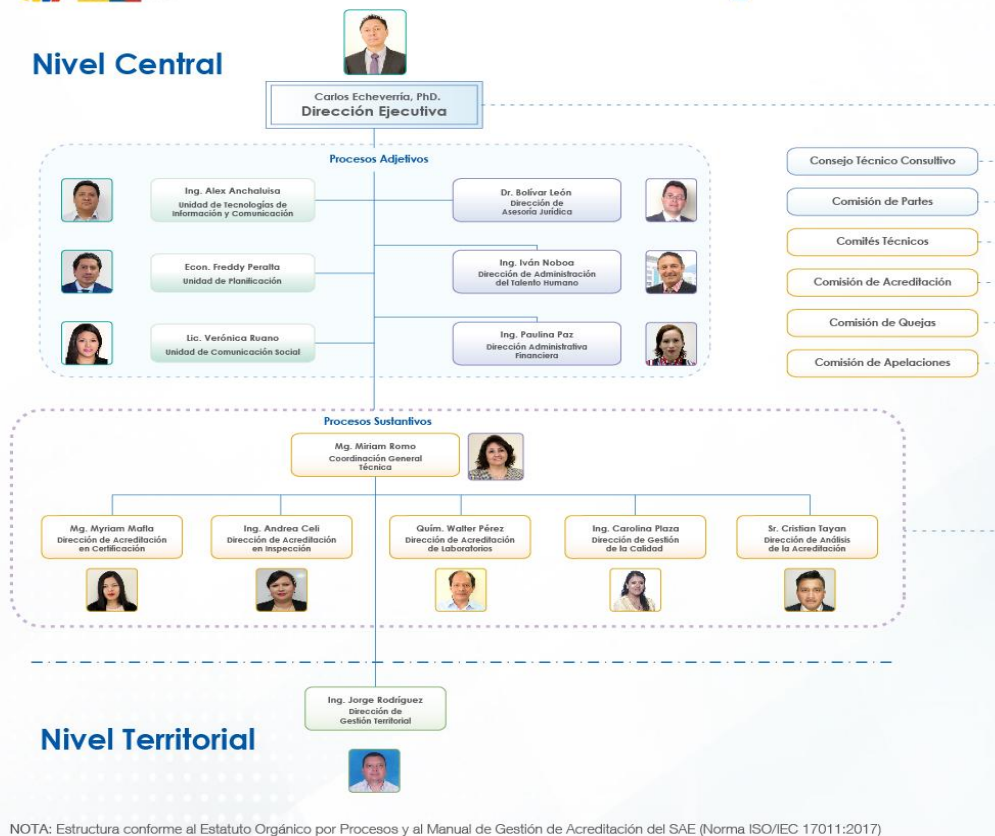 Nivel Central
Carlos Echeverría, PhD.
Dirección Ejecutiva
Procesos Adjetivos
Ing. Alex Anchaluisa
Unidad de Tecnologías de
Información y Comunicación
Dr. Bolívar León
Dirección de
Asesoría Jurídica
Econ. Freddy Peralta
Unidad de Planificación
Ing. Iván Noboa
Dirección de Administración
del Talento Humano
Lic. Verónica Ruano
Unidad de Comunicación Social
Ing. Paulina Paz
Dirección Administrativa
Financiera
Consejo Técnico Consultivo
Comisión de Partes
Comités Técnicos
Comisión de Acreditación
Comisión de Quejas
Comisión de Apelaciones
Procesos Sustantivos
Mg. Miriam Romo
Coordinación General
Técnica
Mg. Myriam Mafla
Dirección de Acreditación
en Certificación
Ing. Andrea Celi
Dirección de Acreditación
en Inspección
Quím. Walter Pérez
Dirección de Acreditación
de Laboratorios
Ing. Carolina Plaza
Dirección de Gestión
de la Calidad
Sr. Cristian Tayan
Dirección de Análisis
de la Acreditación
Ing. Jorge Rodríguez
Dirección de
Gestión Territorial
Nivel Territorial
NOTA: Estructura conforme al Estatuto Orgánico por Procesos y al Manual de Gestión de Acreditación del SAE (Norma ISO/IEC 17011:2017)